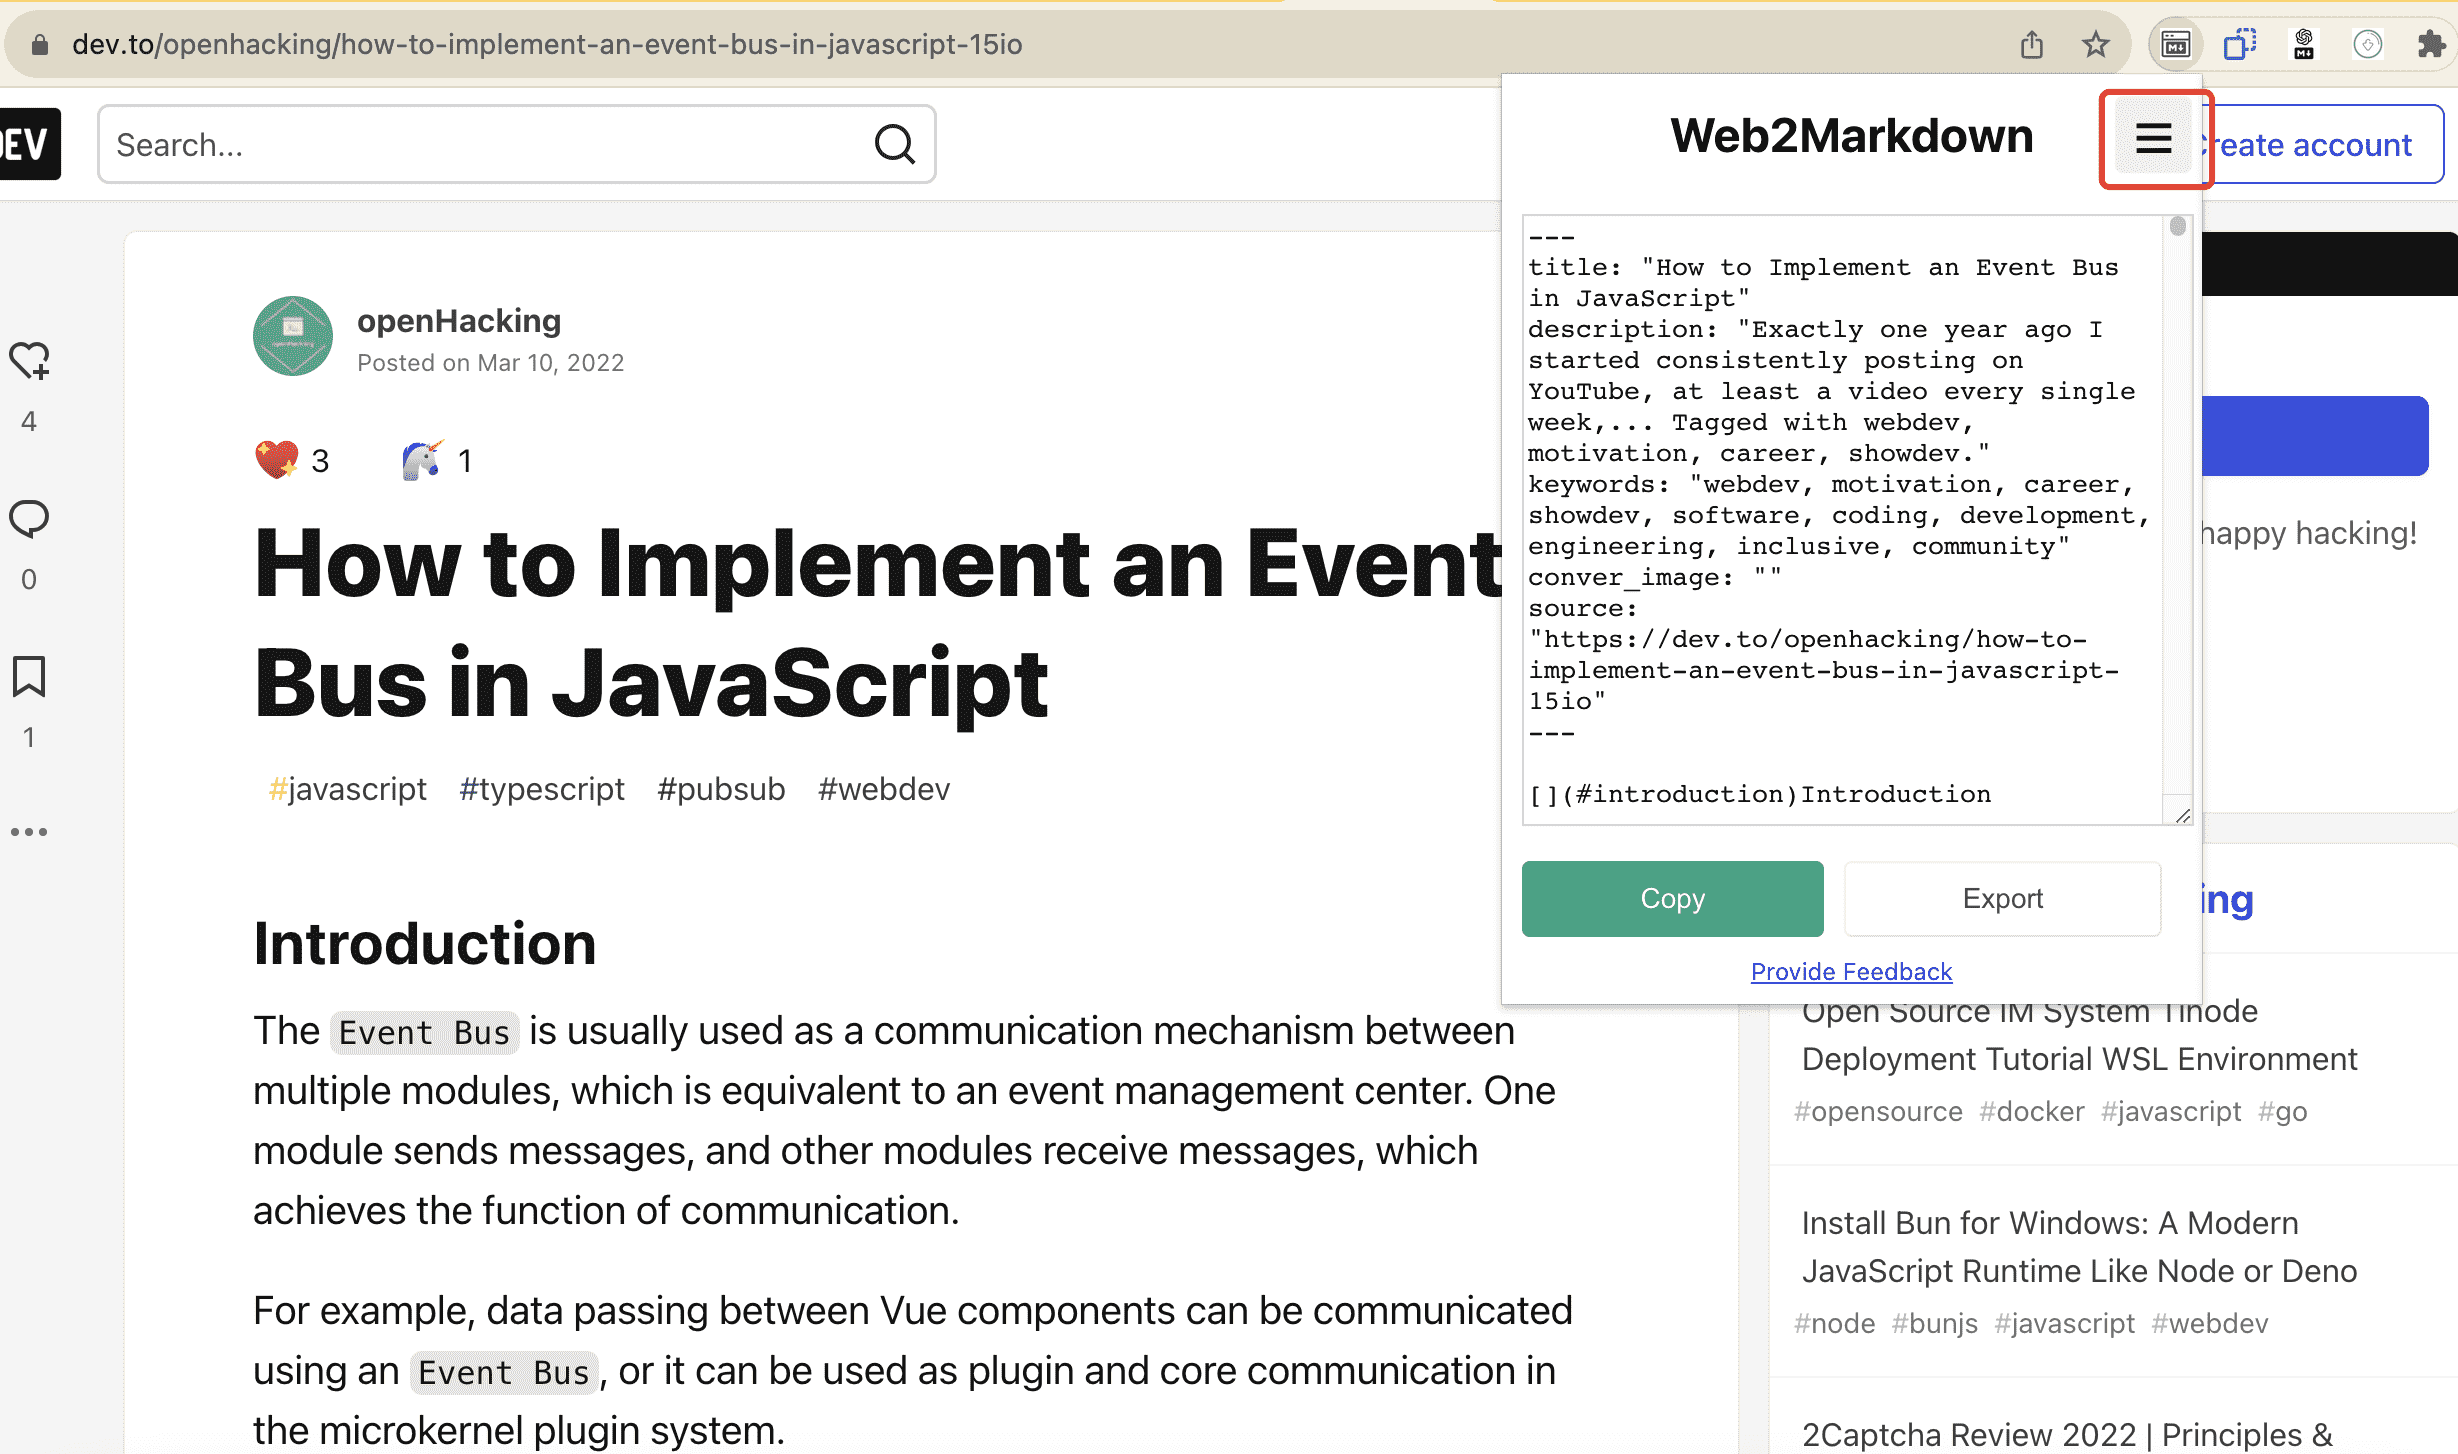 dev.to/openhacking/how-to-implement-an-event-bus-in-javascript-15io
DEV
Search...
Create account
Web2Markdown
---
title: "How to Implement an Event Bus
in JavaScript"
description: "Exactly one year ago I
started consistently posting on
YouTube, at least a video every single
week,... Tagged with webdev,
motivation, career, showdev."
keywords: "webdev, motivation, career,
showdev, software, coding, development,
engineering, inclusive, community"
conver_image: ""
source:
"https://dev.to/openhacking/how-to-
implement-an-event-bus-in-javascript-
15io"
---
[](#introduction)Introduction
Copy
Export
Provide Feedback
4
0
1
openHacking
Posted on Mar 10, 2022
3
1
How to Implement an Event
Bus in JavaScript
#javascript #typescript #pubsub #webdev
Introduction
The Event Bus is usually used as a communication mechanism between
multiple modules, which is equivalent to an event management center. One
module sends messages, and other modules receive messages, which
achieves the function of communication.
For example, data passing between Vue components can be communicated
using an Event Bus, or it can be used as plugin and core communication in
the microkernel plugin system.
happy hacking!
ing
Open Source IM System Tinode
Deployment Tutorial WSL Environment
#opensource #docker #javascript #go
Install Bun for Windows: A Modern
JavaScript Runtime Like Node or Deno
#node #bunjs #javascript #webdev
2Captcha Review 2022 | Principles &